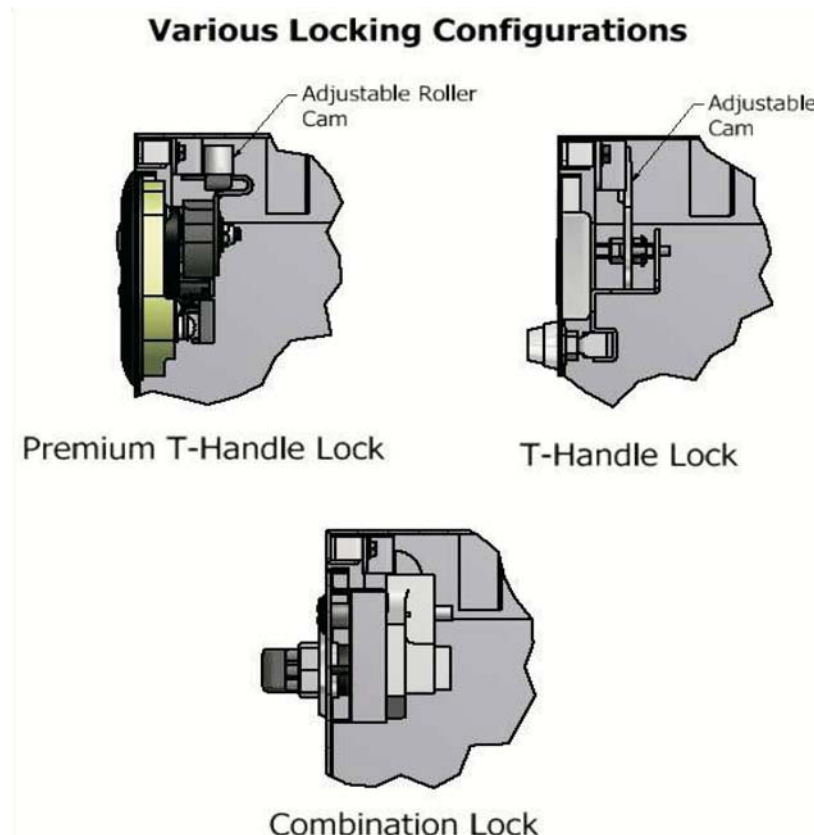 Various Locking Configurations
Adjustable Roller
Cam
Adjustable
Cam
Premium T-Handle Lock
T-Handle Lock
Combination Lock